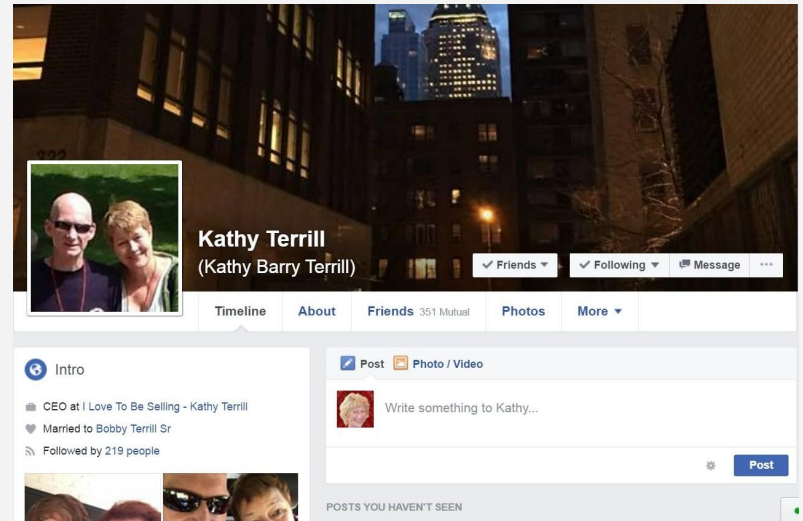 Kathy Terrill
(Kathy Barry Terrill)
Friends
Following
Message
Timeline
About
Friends 351 Mutual
Photos
More
Intro
CEO at I Love To Be Selling - Kathy Terrill
Married to Bobby Terrill Sr
Followed by 219 people
Post
Photo / Video
Write something to Kathy...
Post
POSTS YOU HAVEN'T SEEN